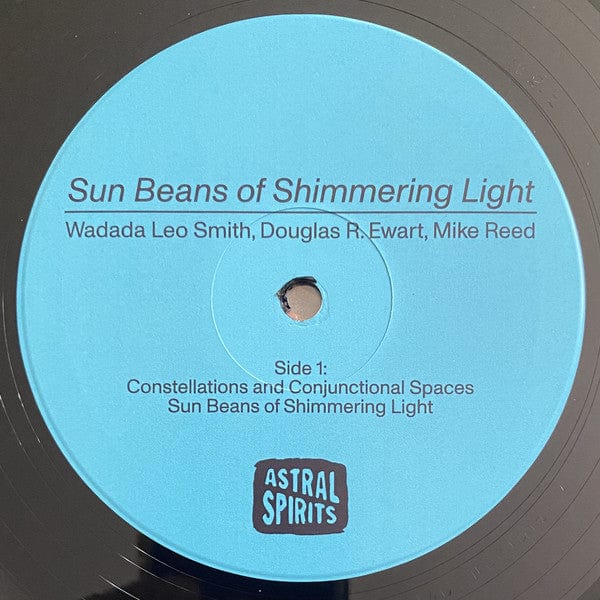 Sun Beans of Shimmering Light
Wadada Leo Smith, Douglas R. Ewart, Mike Reed
Side 1:
Constellations and Conjunctional Spaces
Sun Beans of Shimmering Light
ASTRAL
SPIRITS